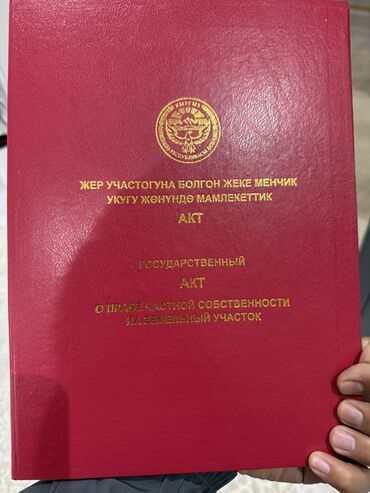 ЖЕР УЧАСТОГУНА БОЛГОН ЖЕКЕ МЕНЧИК
УКУГУ ЖӨНҮНДӨ МАМЛЕКЕТТИК
АКТ
ГОСУДАРСТВЕННЫЙ
АКТ
О ПРАВЕ ЧАСТНОЙ СОБСТВЕННОСТИ
НА ЗЕМЕЛЬНЫЙ УЧАСТОК